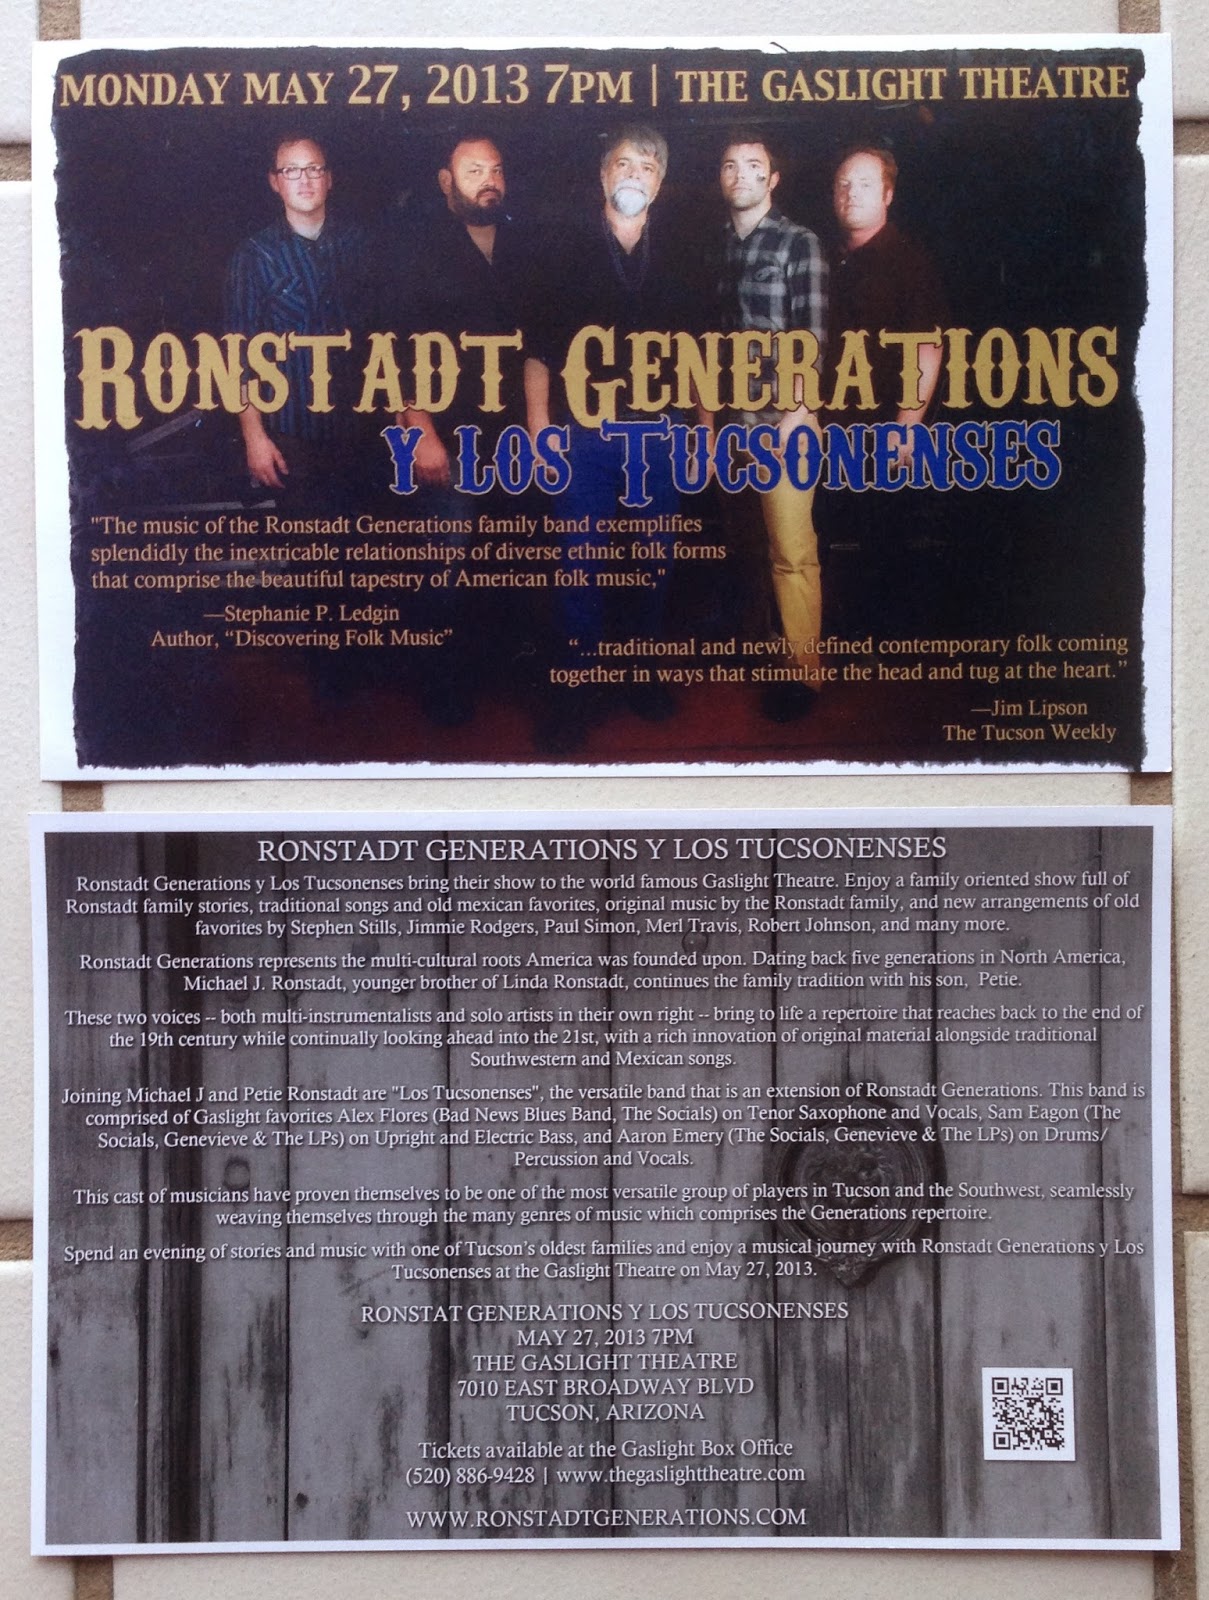 MONDAY MAY 27, 2013 7PM | THE GASLIGHT THEATRE
RONSTADT GENERATIONS
Y LOS TUCSONENSES
"The music of the Ronstadt Generations family band exemplifies
splendidly the inextricable relationships of diverse ethnic folk forms
that comprise the beautiful tapestry of American folk music,"
—Stephanie P. Ledgin
Author, “Discovering Folk Music”
“...traditional and newly defined contemporary folk coming
together in ways that stimulate the head and tug at the heart.”
—Jim Lipson
The Tucson Weekly
RONSTADT GENERATIONS Y LOS TUCSONENSES
Ronstadt Generations y Los Tucsonenses bring their show to the world famous Gaslight Theatre. Enjoy a family oriented show full of
Ronstadt family stories, traditional songs and old mexican favorites, original music by the Ronstadt family, and new arrangements of old
favorites by Stephen Stills, Jimmie Rodgers, Paul Simon, Merl Travis, Robert Johnson, and many more.
Ronstadt Generations represents the multi-cultural roots America was founded upon. Dating back five generations in North America,
Michael J. Ronstadt, younger brother of Linda Ronstadt, continues the family tradition with his son, Petie.
These two voices -- both multi-instrumentalists and solo artists in their own right -- bring to life a repertoire that reaches back to the end of
the 19th century while continually looking ahead into the 21st, with a rich innovation of original material alongside traditional
Southwestern and Mexican songs.
Joining Michael J and Petie Ronstadt are "Los Tucsonenses", the versatile band that is an extension of Ronstadt Generations. This band is
comprised of Gaslight favorites Alex Flores (Bad News Blues Band, The Socials) on Tenor Saxophone and Vocals, Sam Eagon (The
Socials, Genevieve & The LPs) on Upright and Electric Bass, and Aaron Emery (The Socials, Genevieve & The LPs) on Drums/
Percussion and Vocals.
This cast of musicians have proven themselves to be one of the most versatile group of players in Tucson and the Southwest, seamlessly
weaving themselves through the many genres of music which comprises the Generations repertoire.
Spend an evening of stories and music with one of Tucson's oldest families and enjoy a musical journey with Ronstadt Generations y Los
Tucsonenses at the Gaslight Theatre on May 27, 2013.
RONSTAT GENERATIONS Y LOS TUCSONENSES
MAY 27, 2013 7PM
THE GASLIGHT THEATRE
7010 EAST BROADWAY BLVD
TUCSON, ARIZONA
Tickets available at the Gaslight Box Office
(520) 886-9428 | www.thegaslighttheatre.com
WWW.RONSTADTGENERATIONS.COM